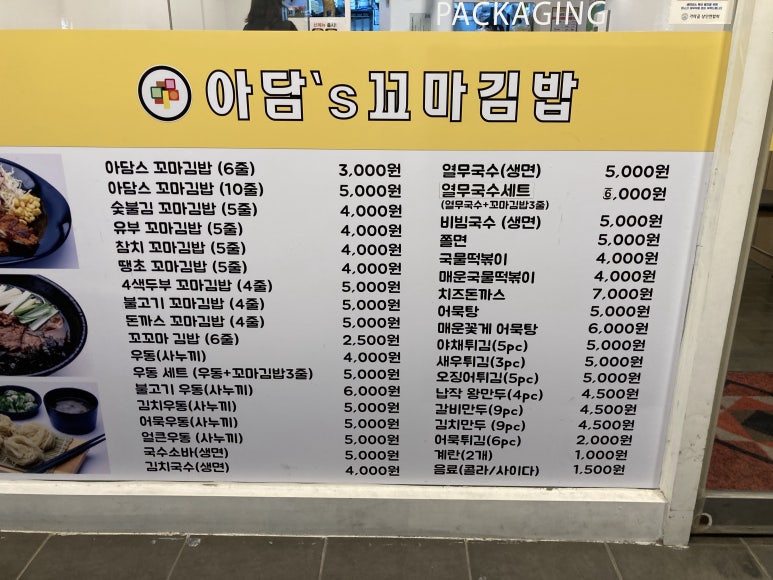 PACKAGING
아담's 꼬마김밥
아담스 꼬마김밥 (6줄) 3,000원
아담스 꼬마김밥 (10줄) 5,000원
숯불김 꼬마김밥 (5줄) 4,000원
유부 꼬마김밥 (5줄) 4,000원
참치 꼬마김밥 (5줄) 4,000원
땡초 꼬마김밥 (5줄) 4,000원
4색두부 꼬마김밥 (4줄) 5,000원
불고기 꼬마김밥 (4줄) 5,000원
돈까스 꼬마김밥 (4줄) 5,000원
꼬꼬마 김밥 (6줄) 2,500원
우동(사누끼) 4,000원
우동 세트 (우동+꼬마김밥3줄) 5,000원
불고기 우동(사누끼) 6,000원
김치우동(사누끼) 5,000원
어묵우동(사누끼) 5,000원
얼큰우동 (사누끼) 5,000원
국수소바(생면) 5,000원
김치국수(생면) 4,000원
열무국수(생면) 5,000원
열무국수세트 6,000원
(열무국수+꼬마김밥3줄)
비빔국수 (생면) 5,000원
쫄면 5,000원
국물떡볶이 4,000원
매운국물떡볶이 4,000원
치즈돈까스 7,000원
어묵탕 5,000원
매운꽃게 어묵탕 6,000원
야채튀김(5pc) 5,000원
새우튀김(3pc) 5,000원
오징어튀김(5pc) 5,000원
납작 왕만두(4pc) 4,500원
갈비만두(9pc) 4,500원
김치만두 (9pc) 4,500원
어묵튀김(6pc) 2,000원
계란(2개) 1,000원
음료(콜라/사이다) 1,500원